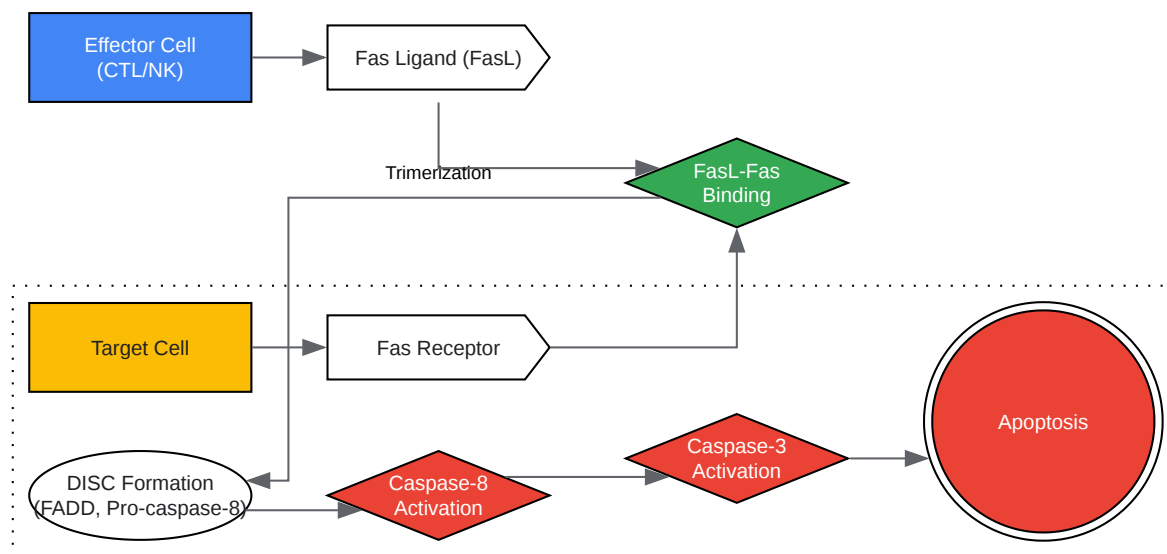 Effector Cell
(CTL/NK)
Fas Ligand (FasL)
Trimerization
FasL-Fas
Binding
Target Cell
Fas Receptor
DISC Formation
(FADD, Pro-caspase-8)
Caspase-8
Activation
Caspase-3
Activation
Apoptosis